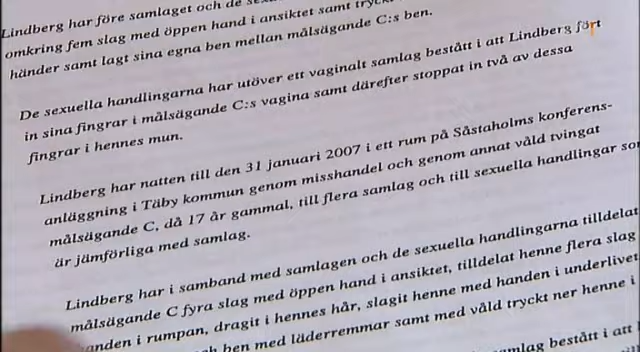 Lindberg har före samlaget och de
omkring fem slag med öppen hand i ansiktet samt
händer samt lagt sina egna ben mellan målsägande C:s ben.
De sexuella handlingarna har utöver ett vaginalt samlag bestått i att Lindberg fört
in sina fingrar i målsägande C:s vagina samt därefter stoppat in två av dessa
fingrar i hennes mun.
Lindberg har natten till den 31 januari 2007 i ett rum på Såstaholms konferens-
anläggning i Täby kommun genom misshandel och genom annat våld tvingat
målsägande C, då 17 år gammal, till flera samlag och till sexuella handlingar som
är jämförliga med samlag.
Lindberg har i samband med samlagen och de sexuella handlingarna tilldelat
målsägande C fyra slag med öppen hand i ansiktet, tilldelat henne flera slag
handen i rumpan, dragit i hennes hår, slagit henne med handen i underlivet
och ben med läderremmar samt med våld tryckt ner henne i
samlag bestått i att